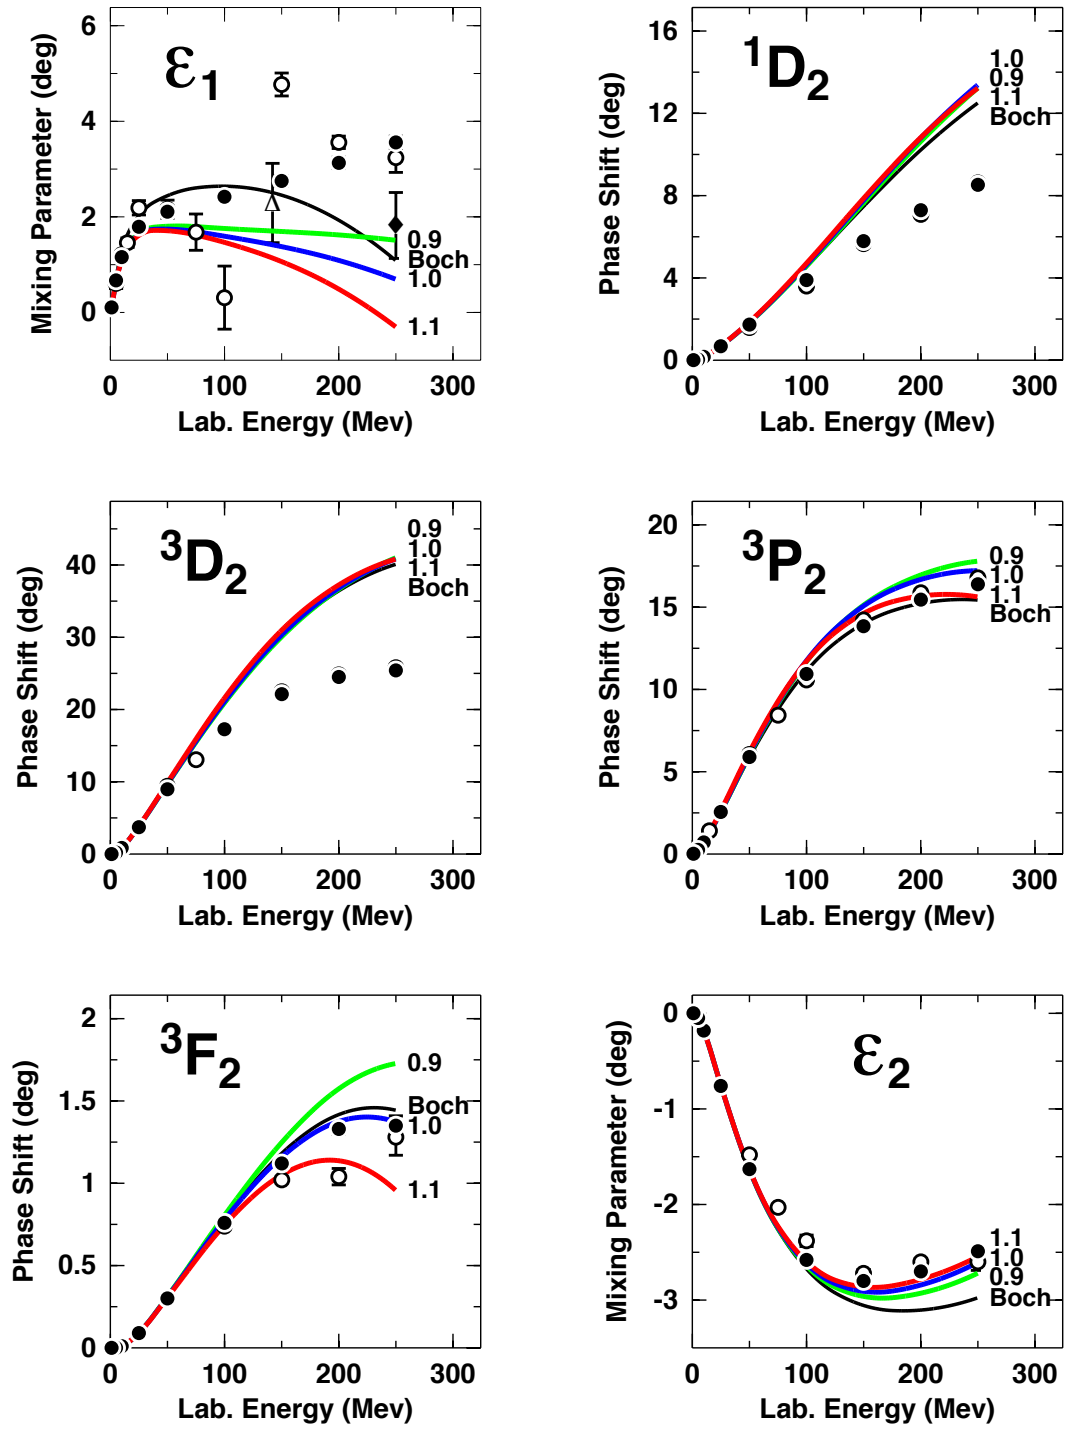 ε1
Mixing Parameter (deg)
6
4
2
0
0.9
Boch
1.0
1.1
0 100 200 300
Lab. Energy (Mev)
1D2
Phase Shift (deg)
16
12
8
4
0
1.0
0.9
1.1
Boch
0 100 200 300
Lab. Energy (Mev)
3D2
Phase Shift (deg)
40
30
20
10
0
0.9
1.0
1.1
Boch
0 100 200 300
Lab. Energy (Mev)
3P2
Phase Shift (deg)
20
15
10
5
0
0.9
1.0
1.1
Boch
0 100 200 300
Lab. Energy (Mev)
3F2
Phase Shift (deg)
2
1.5
1
0.5
0
0.9
Boch
1.0
1.1
0 100 200 300
Lab. Energy (Mev)
ε2
Mixing Parameter (deg)
0
-1
-2
-3
1.1
1.0
0.9
Boch
0 100 200 300
Lab. Energy (Mev)